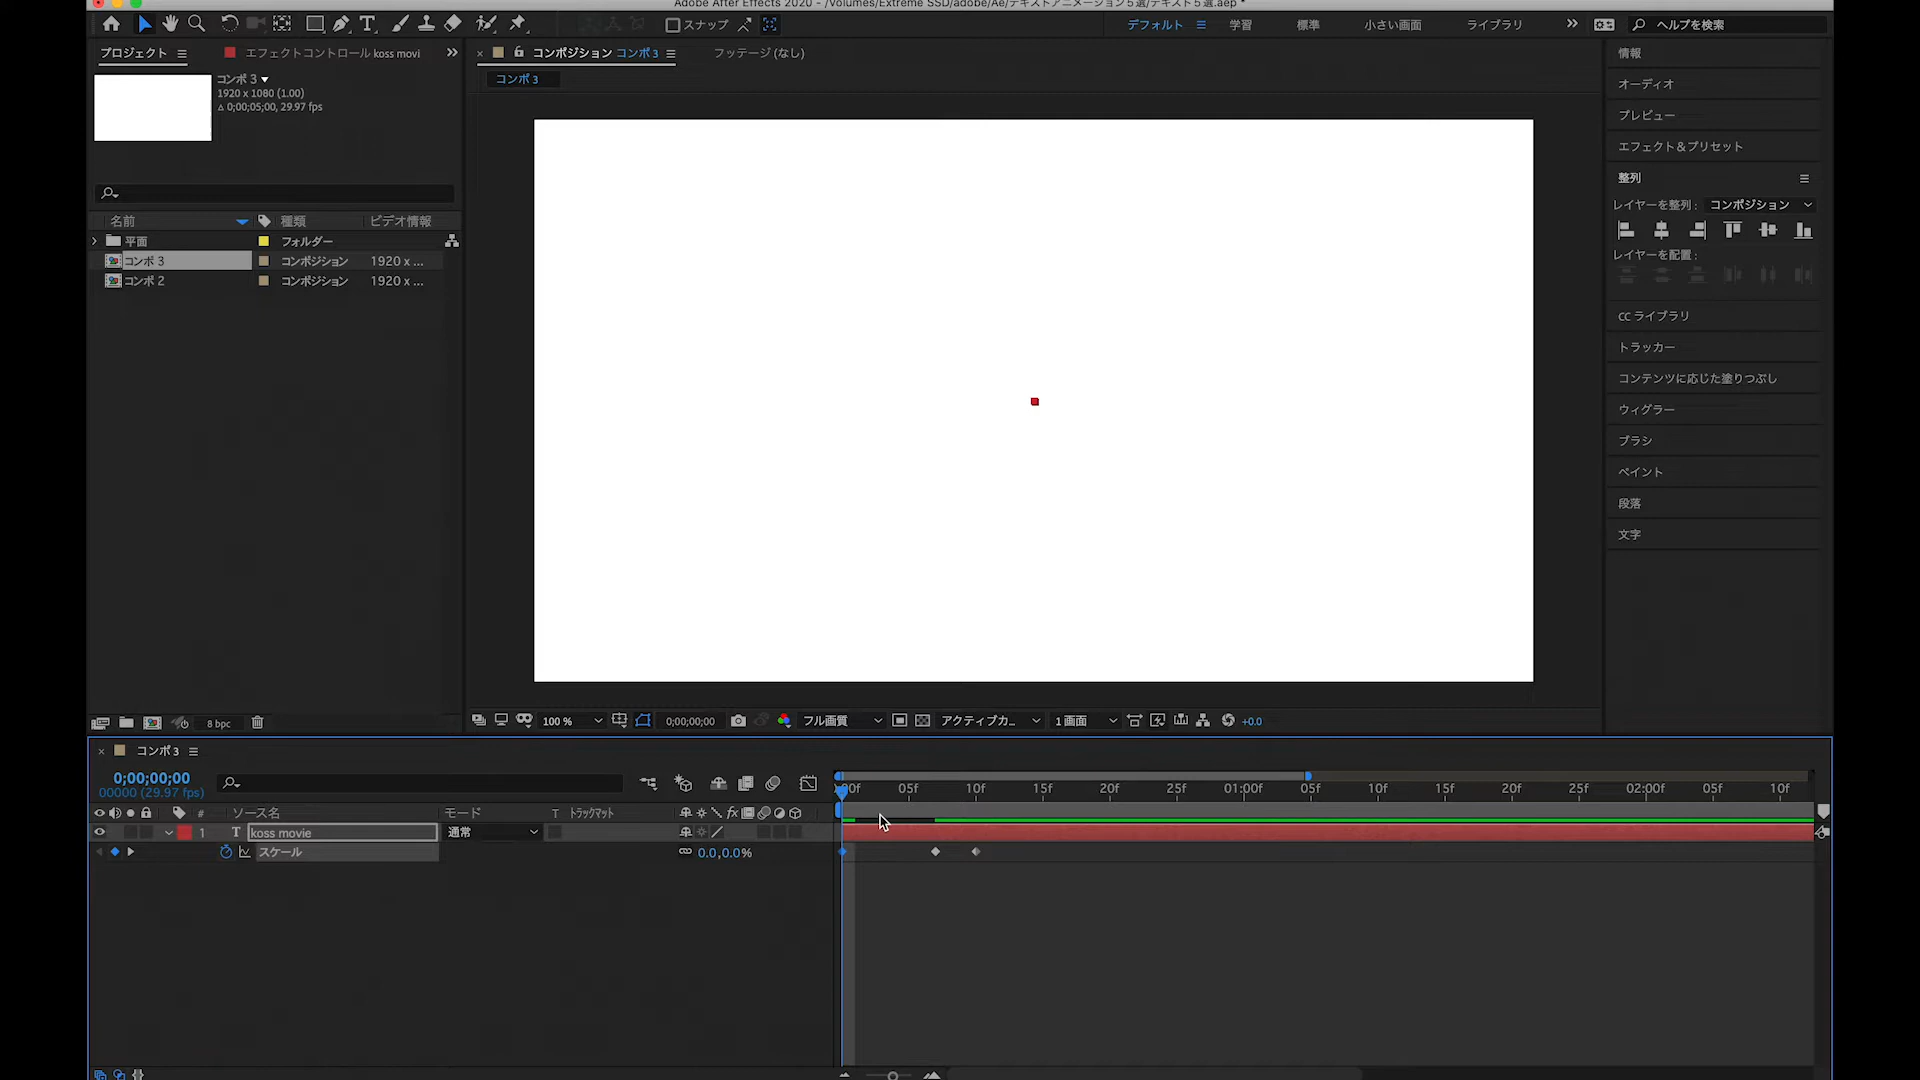 Adobe After Effects 2020 - /Volumes/Extreme SSD/adobe/Ae/テキストアニメーション５選/テキスト５選.aep *
スナップ
デフォルト
学習
標準
小さい画面
ライブラリ
ヘルプを検索
プロジェクト
エフェクトコントロール koss movi
コンポジション コンポ 3
フッテージ (なし)
情報
コンポ 3
1920 x 1080 (1.00)
Δ 0;00;05;00, 29.97 fps
コンポ 3
オーディオ
プレビュー
エフェクト＆プリセット
整列
レイヤーを整列 :
コンポジション
レイヤーを配置 :
名前
種類
ビデオ情報
平面
フォルダー
コンポ 3
コンポジション
1920 x ...
コンポ 2
コンポジション
1920 x ...
CC ライブラリ
トラッカー
コンテンツに応じた塗りつぶし
ウィグラー
ブラシ
ペイント
段落
文字
8 bpc
100 %
0;00;00;00
フル画質
アクティブカ...
1 画面
+0.0
コンポ 3
0;00;00;00
00000 (29.97 fps)
00f
05f
10f
15f
20f
25f
01:00f
05f
10f
15f
20f
25f
02:00f
05f
10f
#
ソース名
モード
T
トラックマット
fx
1
T
koss movie
通常
スケール
0.0,0.0%